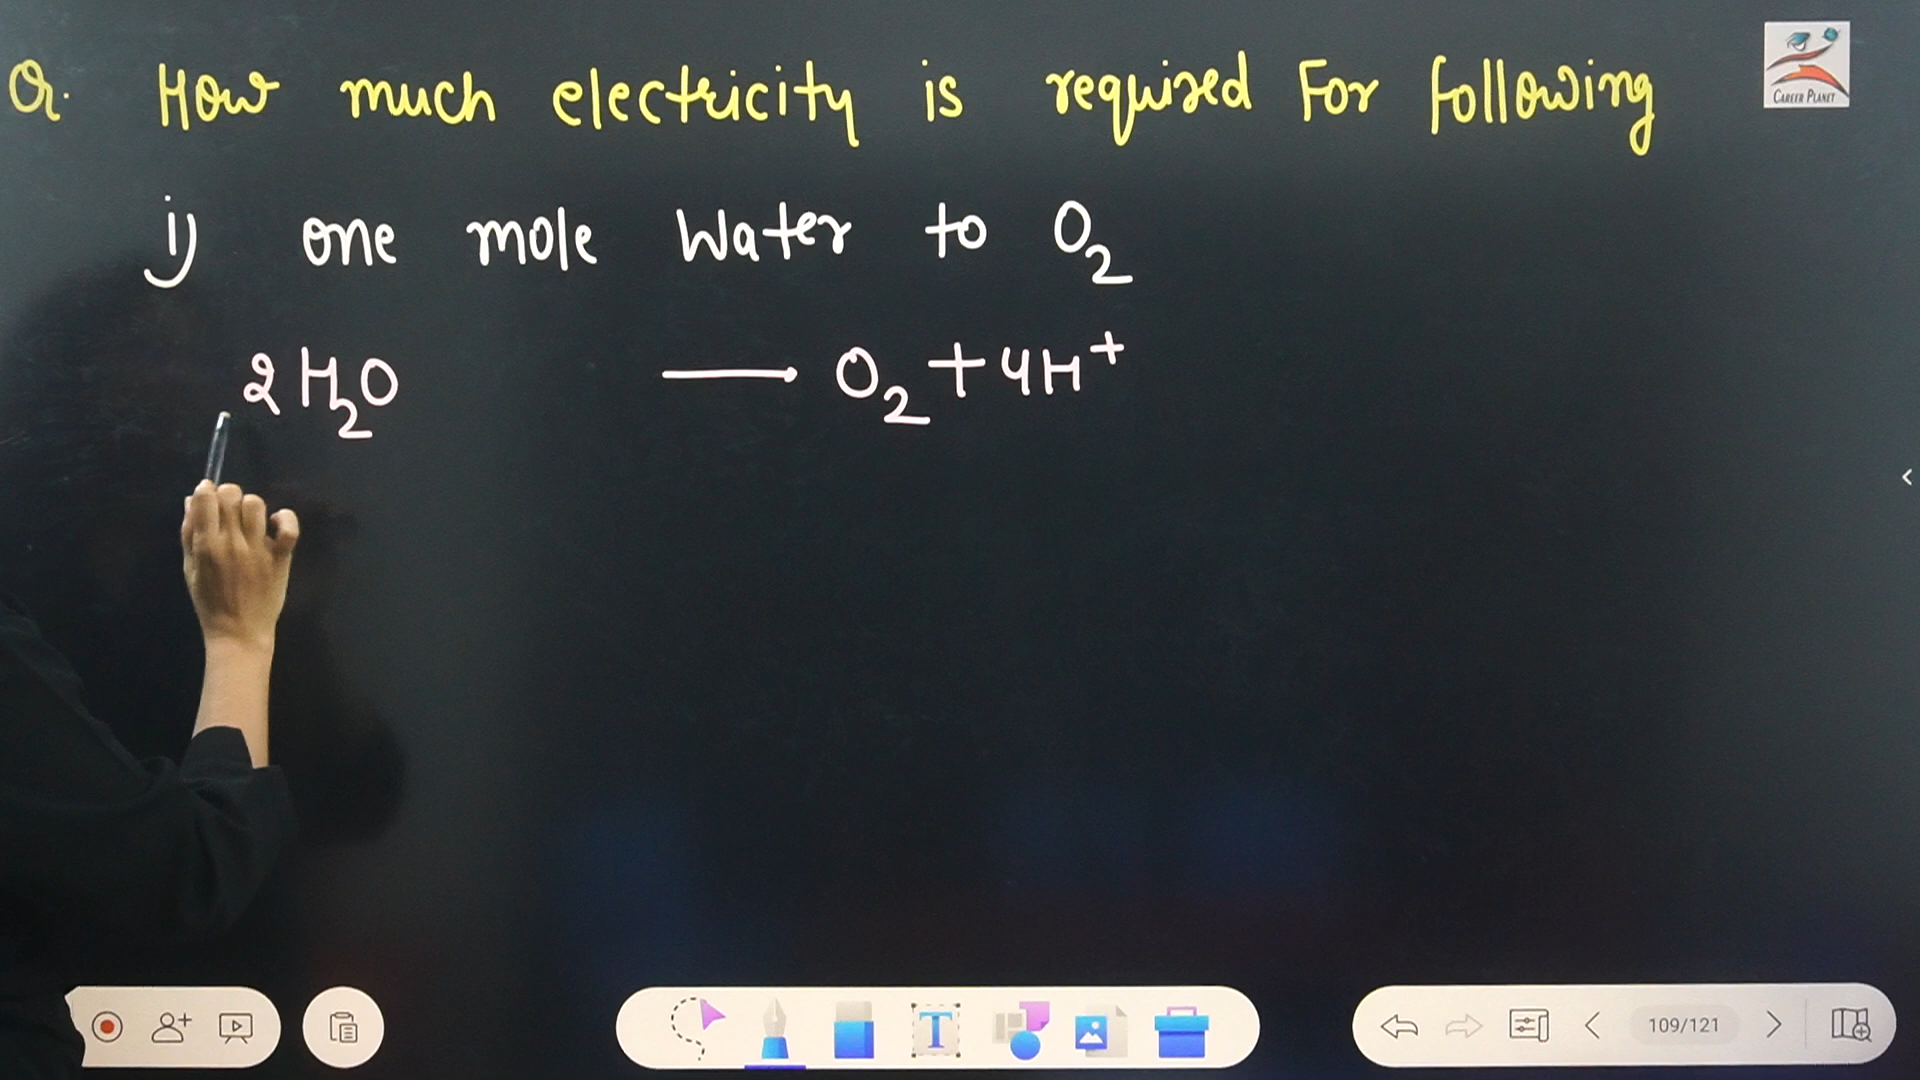 Q. How much electricity is required For following
CAREER PLANET
i) one mole Water to O₂
2H₂O ⟶ O₂ + 4H⁺
T
109/121